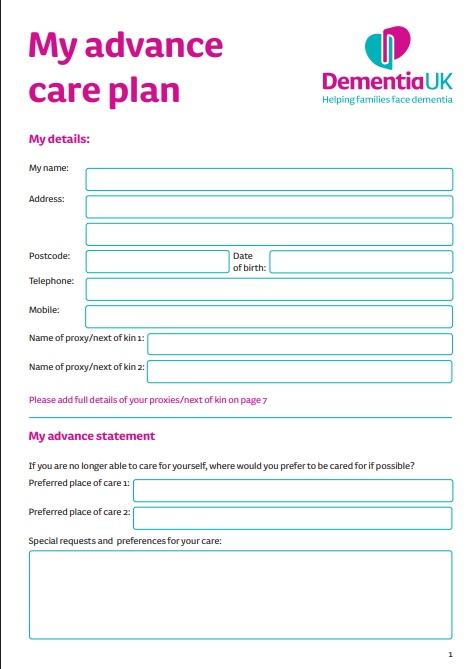 My advance
care plan
DementiaUK
Helping families face dementia
My details:
My name:
Address:
Postcode:
Date
of birth:
Telephone:
Mobile:
Name of proxy/next of kin 1:
Name of proxy/next of kin 2:
Please add full details of your proxies/next of kin on page 7
My advance statement
If you are no longer able to care for yourself, where would you prefer to be cared for if possible?
Preferred place of care 1:
Preferred place of care 2:
Special requests and preferences for your care:
1